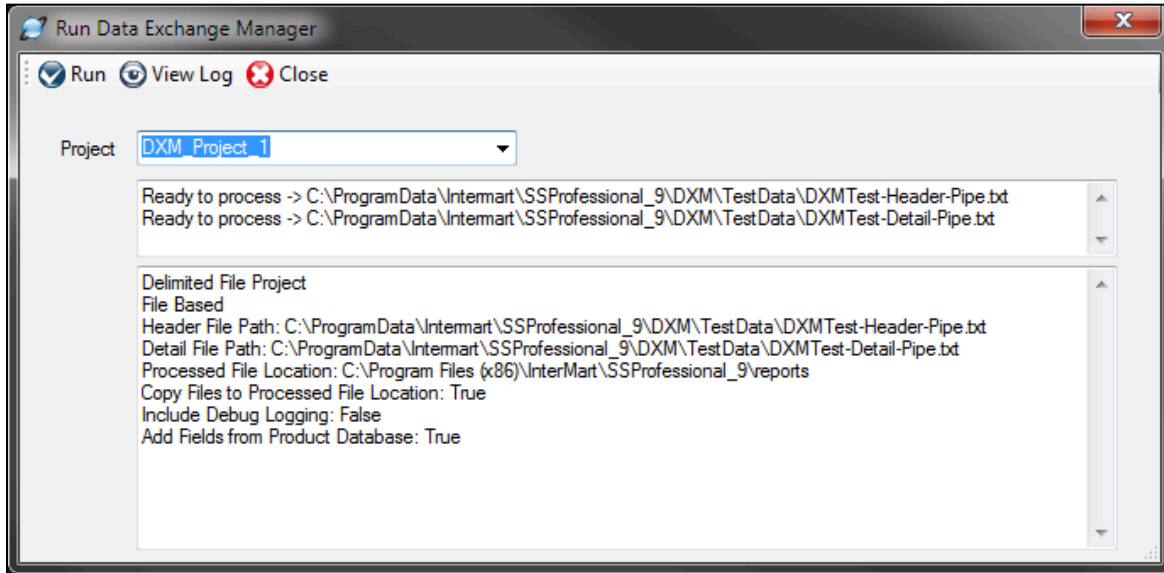 Run Data Exchange Manager
Run View Log Close
Project DXM_Project_1
Ready to process -> C:\ProgramData\Intermart\SSProfessional_9\DXM\TestData\DXMTest-Header-Pipe.txt
Ready to process -> C:\ProgramData\Intermart\SSProfessional_9\DXM\TestData\DXMTest-Detail-Pipe.txt
Delimited File Project
File Based
Header File Path: C:\ProgramData\Intermart\SSProfessional_9\DXM\TestData\DXMTest-Header-Pipe.txt
Detail File Path: C:\ProgramData\Intermart\SSProfessional_9\DXM\TestData\DXMTest-Detail-Pipe.txt
Processed File Location: C:\Program Files (x86)\InterMart\SSProfessional_9\reports
Copy Files to Processed File Location: True
Include Debug Logging: False
Add Fields from Product Database: True